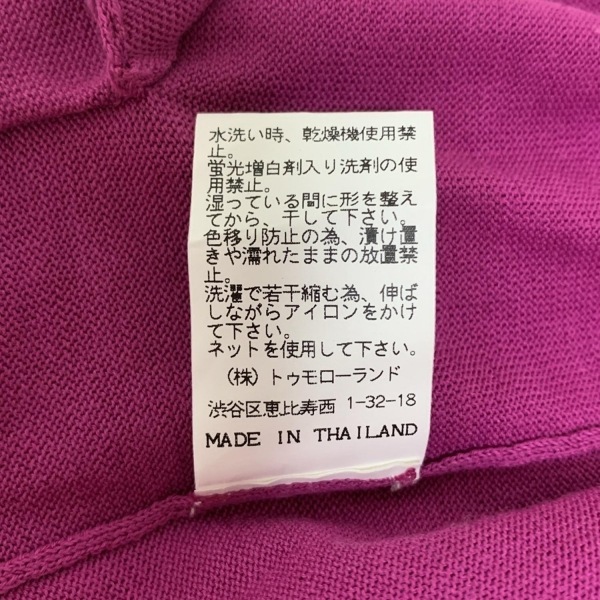 水洗い時、乾燥機使用禁
止。
蛍光増白剤入り洗剤の使
用禁止。
湿っている間に形を整え
てから、干して下さい。
色移り防止の為、漬け置
きや濡れたままの放置禁
止。
洗濯で若干縮む為、伸ば
しながらアイロンをかけ
て下さい。
ネットを使用して下さい。
(株) トゥモローランド
渋谷区恵比寿西 1-32-18
MADE IN THAILAND